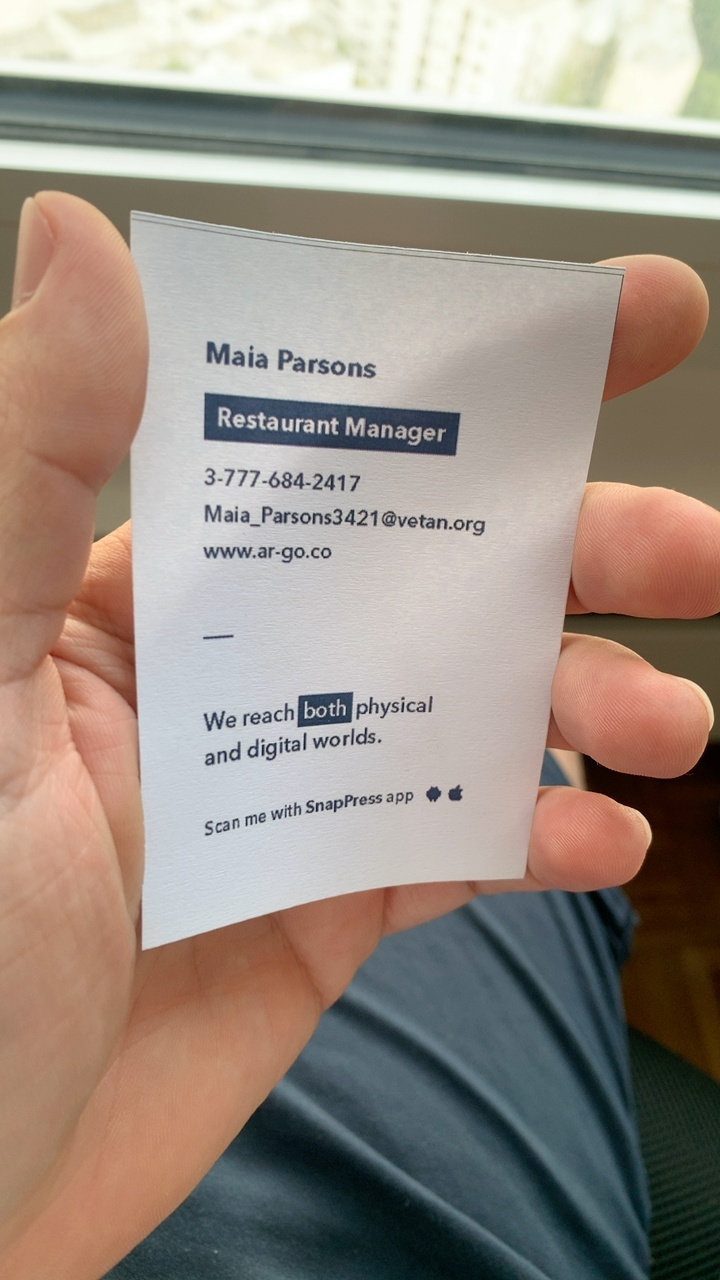 Maia Parsons
Restaurant Manager
3-777-684-2417
Maia_Parsons3421@vetan.org
www.ar-go.co
—
We reach both physical
and digital worlds.
Scan me with SnapPress app